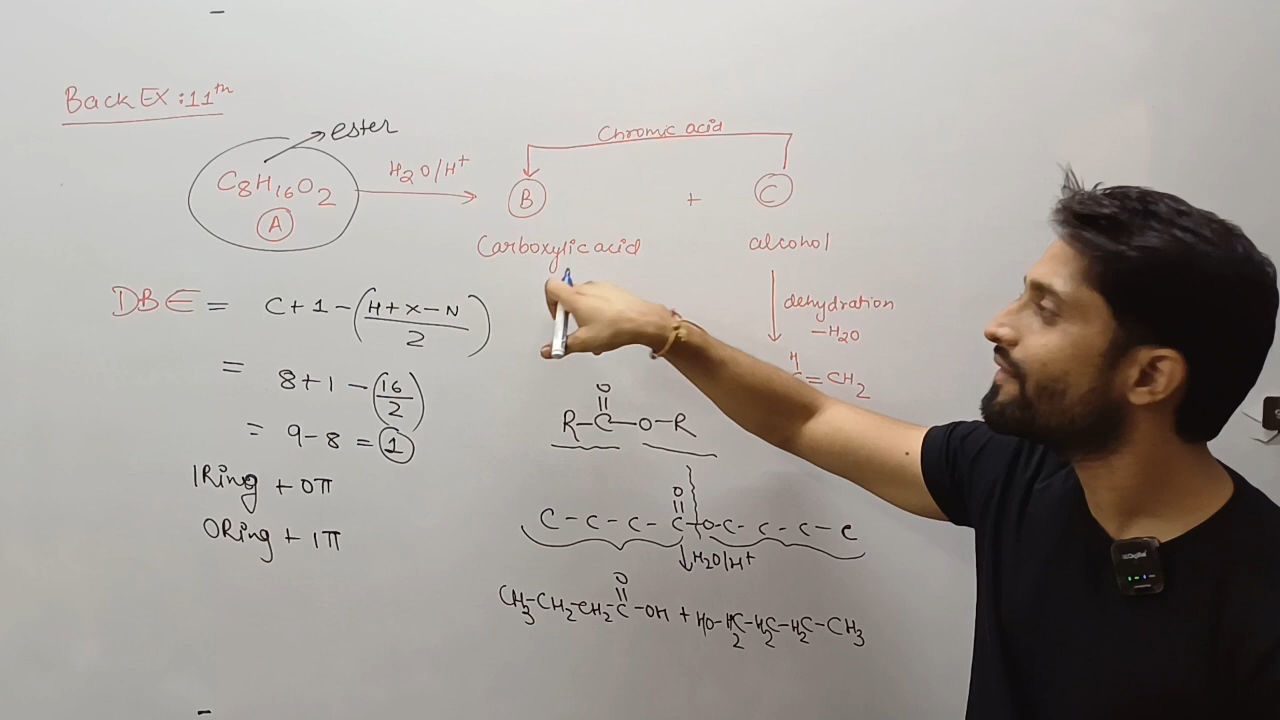 Back EX:11th
ester
Chromic acid
C8H16O2
H2O/H+
B
+
C
A
Carboxylic acid
alcohol
DBE = C+1-(H+X-N/2)
dehydration
-H2O
= 8+1-(16/2)
H
C=CH2
= 9-8=1
O
R-C-O-R
1Ring + 0π
0Ring + 1π
O
C-C-C-C-O-C-C-C-C
H2O/H+
O
CH3-CH2-CH2-C-OH + HO-H2C-H2C-H2C-CH3